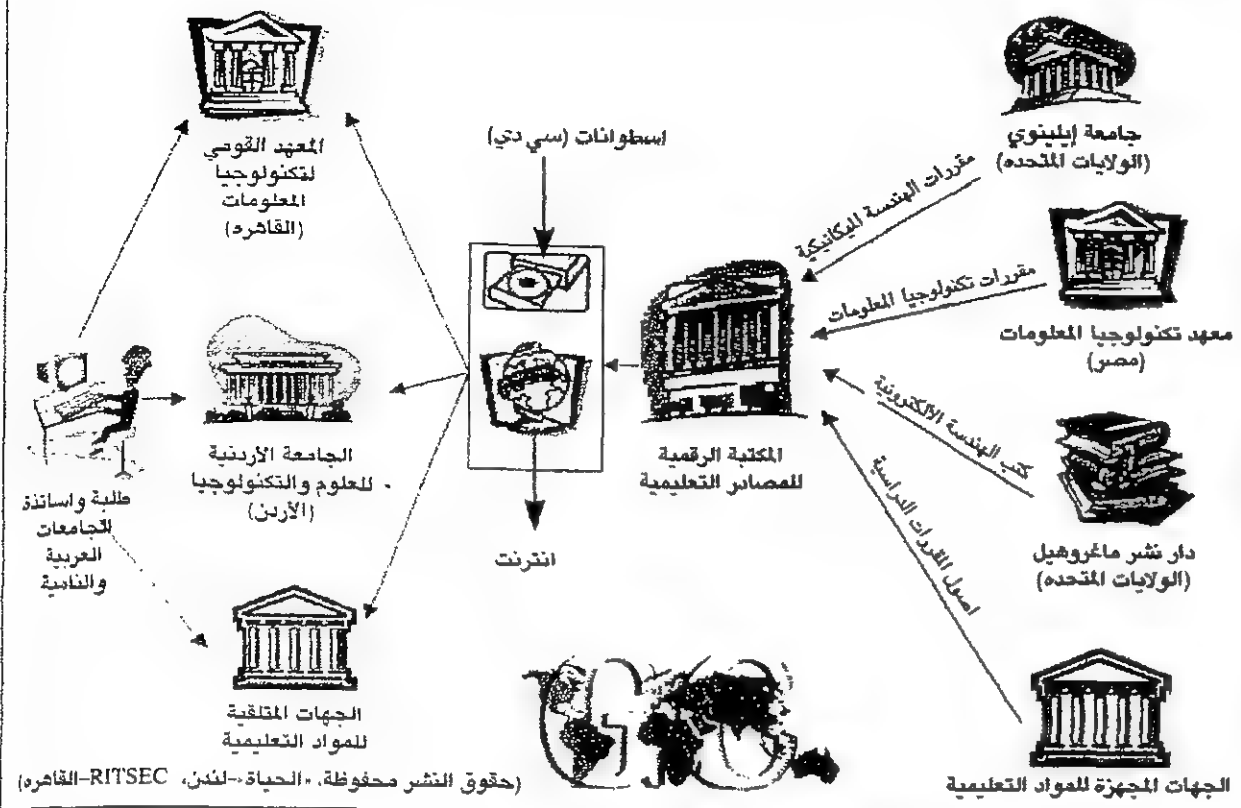 جامعة إيلينوي
(الولايات المتحده)
مقررات الهندسة الميكانيكية
معهد تكنولوجيا المعلومات
(مصر)
مقررات تكنولوجيا المعلومات
دار نشر ماغروهيل
(الولايات المتحده)
كتب الهندسة الالكترونية
الجهات المجهزة للمواد التعليمية
اصول المقررات الدراسية
المكتبة الرقمية
للمصادر التعليمية
اسطوانات (سي دي)
انترنت
المعهد القومي
لتكنولوجيا
المعلومات
(القاهره)
الجامعة الأردنية
للعلوم والتكنولوجيا
(الأردن)
الجهات المتلقية
للمواد التعليمية
طلبة واساتذة
الجامعات
العربية
والنامية
(حقوق النشر محفوظة، «الحياة»-لندن، RITSEC-القاهره)